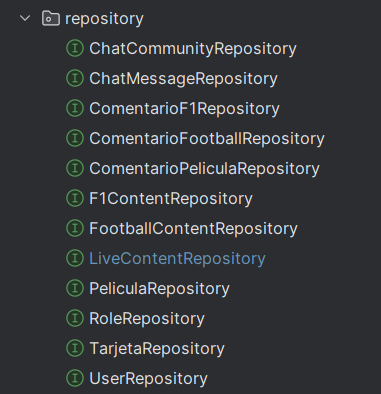 repository
ChatCommunityRepository
ChatMessageRepository
ComentarioF1Repository
ComentarioFootballRepository
ComentarioPeliculaRepository
F1ContentRepository
FootballContentRepository
LiveContentRepository
PeliculaRepository
RoleRepository
TarjetaRepository
UserRepository